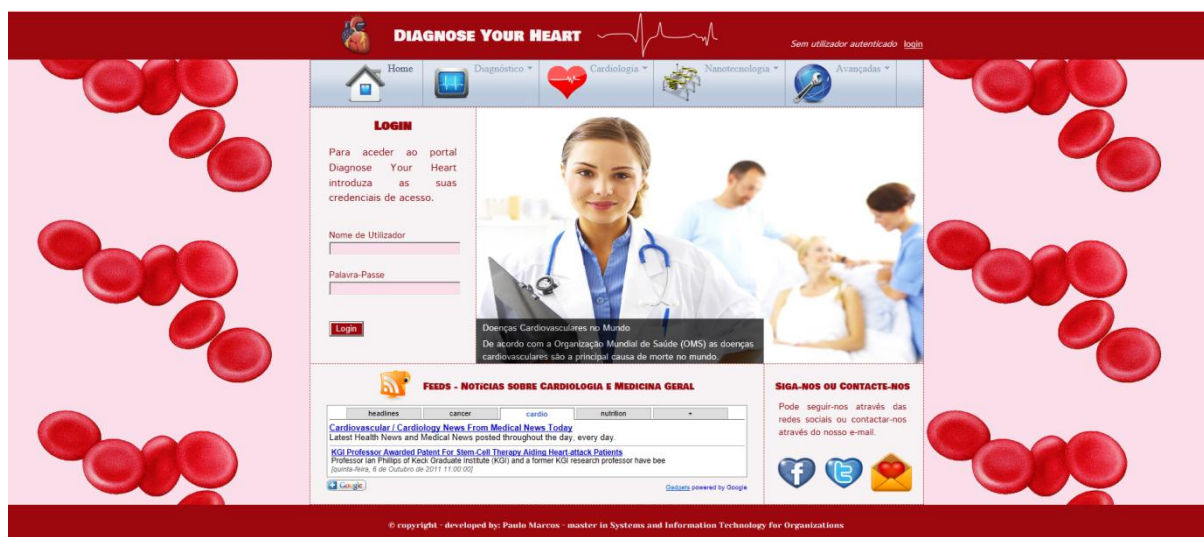 DIAGNOSE YOUR HEART
Sem utilizador autenticado login
Home
Diagnóstico
Cardiologia
Nanotecnologia
Avançadas
LOGIN
Para aceder ao portal
Diagnose Your Heart
introduza as suas
credenciais de acesso.
Nome de Utilizador
Palavra-Passe
Login
Doenças Cardiovasculares no Mundo
De acordo com a Organização Mundial de Saúde (OMS) as doenças
cardiovasculares são a principal causa de morte no mundo.
FEEDS - NOTÍCIAS SOBRE CARDIOLOGIA E MEDICINA GERAL
headlines cancer cardio nutrition +
Cardiovascular / Cardiology News From Medical News Today
Latest Health News and Medical News posted throughout the day, every day.
KGI Professor Awarded Patent For Stem-Cell Therapy Aiding Heart-attack Patients
Professor Ian Phillips of Keck Graduate Institute (KGI) and a former KGI research professor have bee
[quinta-feira, 6 de Outubro de 2011 11:00:00]
Google
Gadgets powered by Google
SIGA-NOS OU CONTACTE-NOS
Pode seguir-nos através das
redes sociais ou contactar-nos
através do nosso e-mail.
© copyright - developed by: Paulo Marcos - master in Systems and Information Technology for Organizations